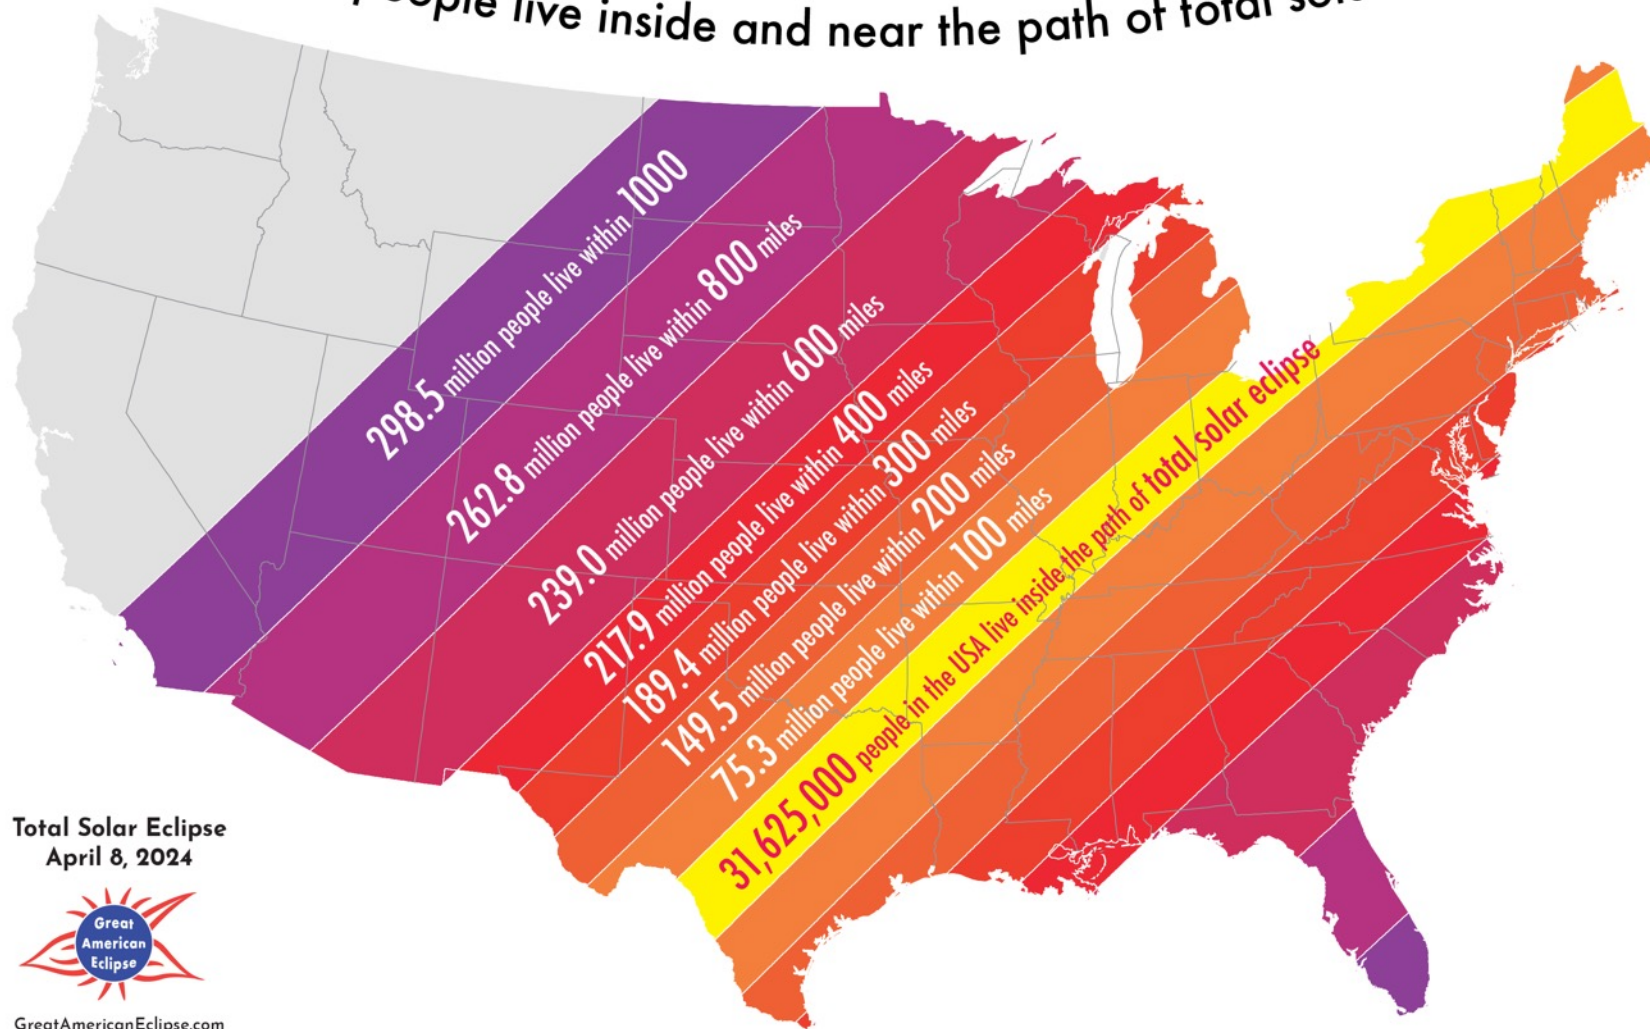 people live inside and near the path of total
298.5 million people live within 1000
262.8 million people live within 800 miles
239.0 million people live within 600 miles
217.9 million people live within 400 miles
189.4 million people live within 300 miles
149.5 million people live within 200 miles
75.3 million people live within 100 miles
31,625,000 people in the USA live inside the path of total solar eclipse
Total Solar Eclipse
April 8, 2024
Great
American
Eclipse
GreatAmericanEclipse.com